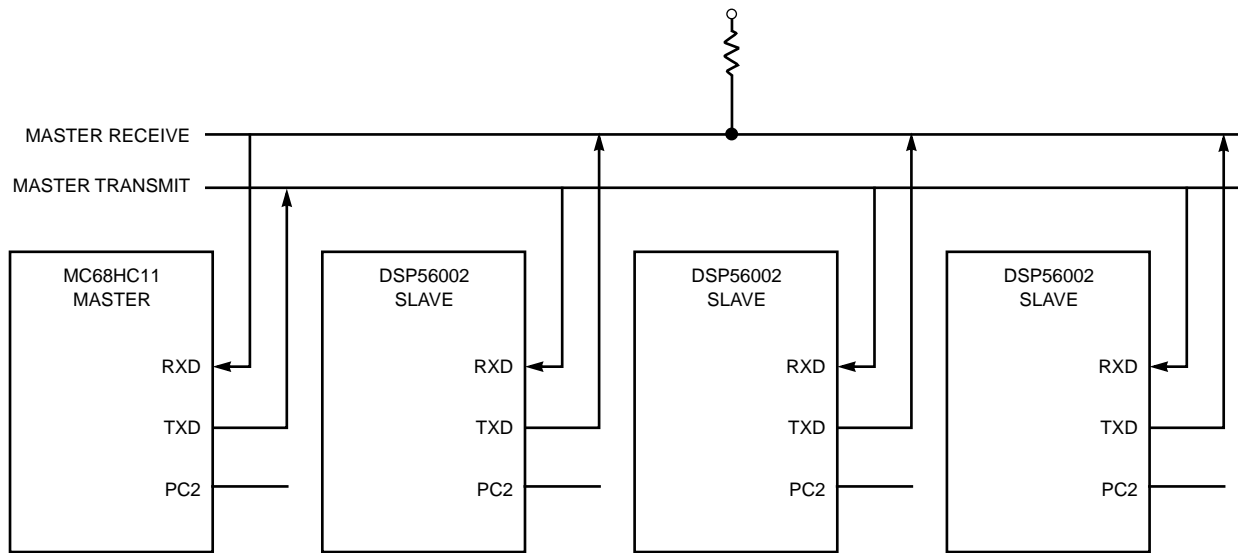 MASTER RECEIVE
MASTER TRANSMIT
MC68HC11
MASTER
RXD
TXD
PC2
DSP56002
SLAVE
RXD
TXD
PC2
DSP56002
SLAVE
RXD
TXD
PC2
DSP56002
SLAVE
RXD
TXD
PC2